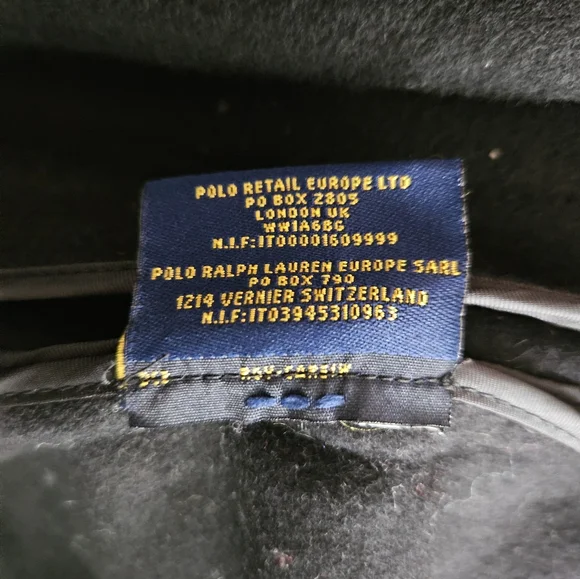 POLO RETAIL EUROPE LTD
PO BOX 2805
LONDON UK
WW1A6BG
N.I.F:IT00001609999
POLO RALPH LAUREN EUROPE SARL
PO BOX 790
1214 VERNIER SWITZERLAND
N.I.F:IT03945310963